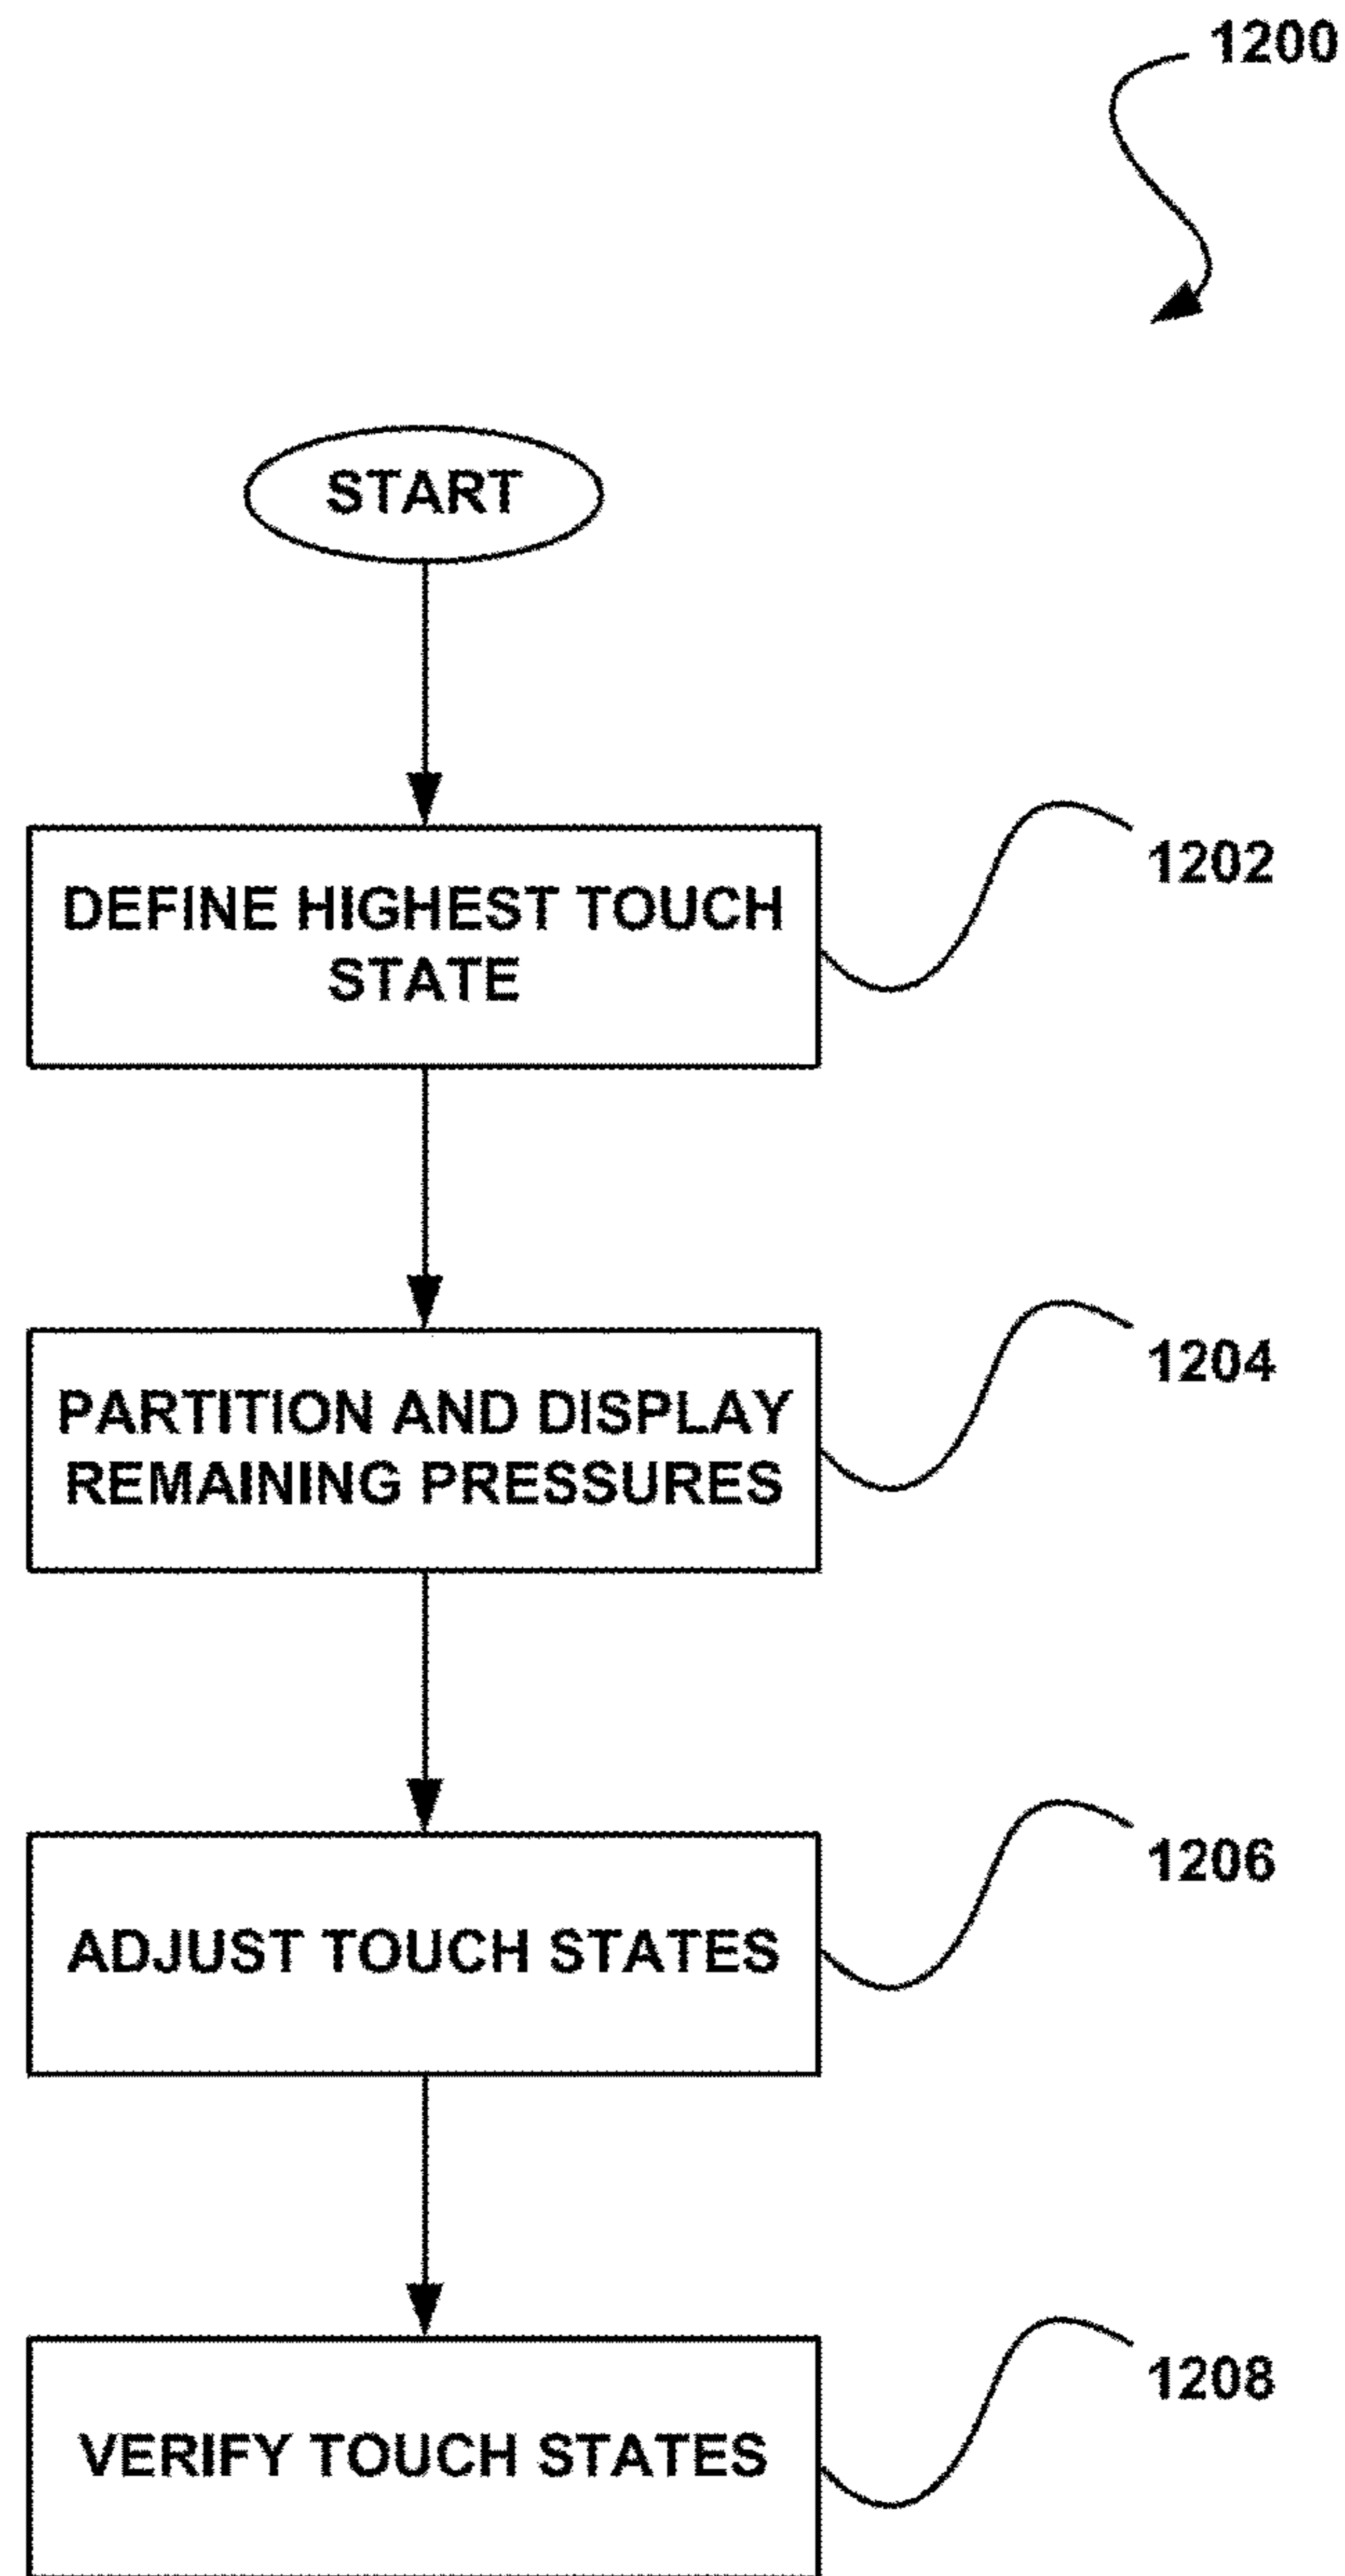 1200
START
DEFINE HIGHEST TOUCH
STATE
1202
PARTITION AND DISPLAY
REMAINING PRESSURES
1204
ADJUST TOUCH STATES
1206
VERIFY TOUCH STATES
1208